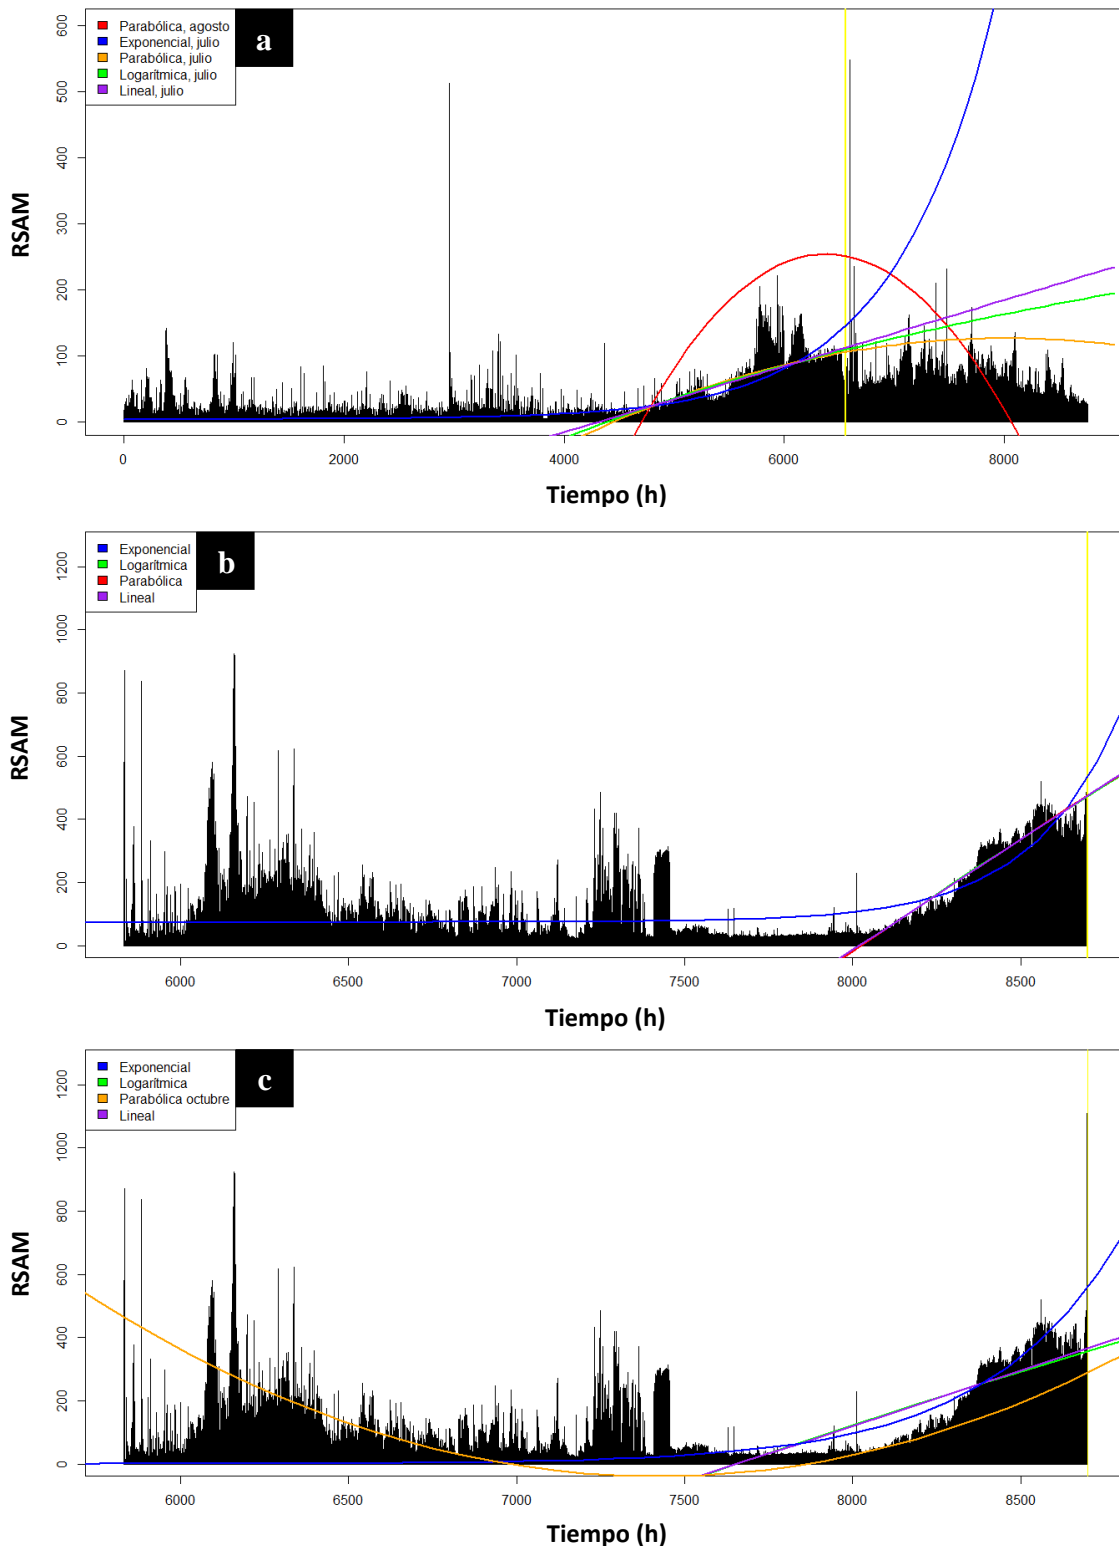 Parabólica, agosto
Exponencial, julio
Parabólica, julio
Logarítmica, julio
Lineal, julio
a
600
500
400
300
200
100
0
RSAM
0 2000 4000 6000 8000
Tiempo (h)
Exponencial
Logarítmica
Parabólica
Lineal
b
1200
1000
800
600
400
200
0
RSAM
6000 6500 7000 7500 8000 8500
Tiempo (h)
Exponencial
Logarítmica
Parabólica octubre
Lineal
c
1200
1000
800
600
400
200
0
RSAM
6000 6500 7000 7500 8000 8500
Tiempo (h)